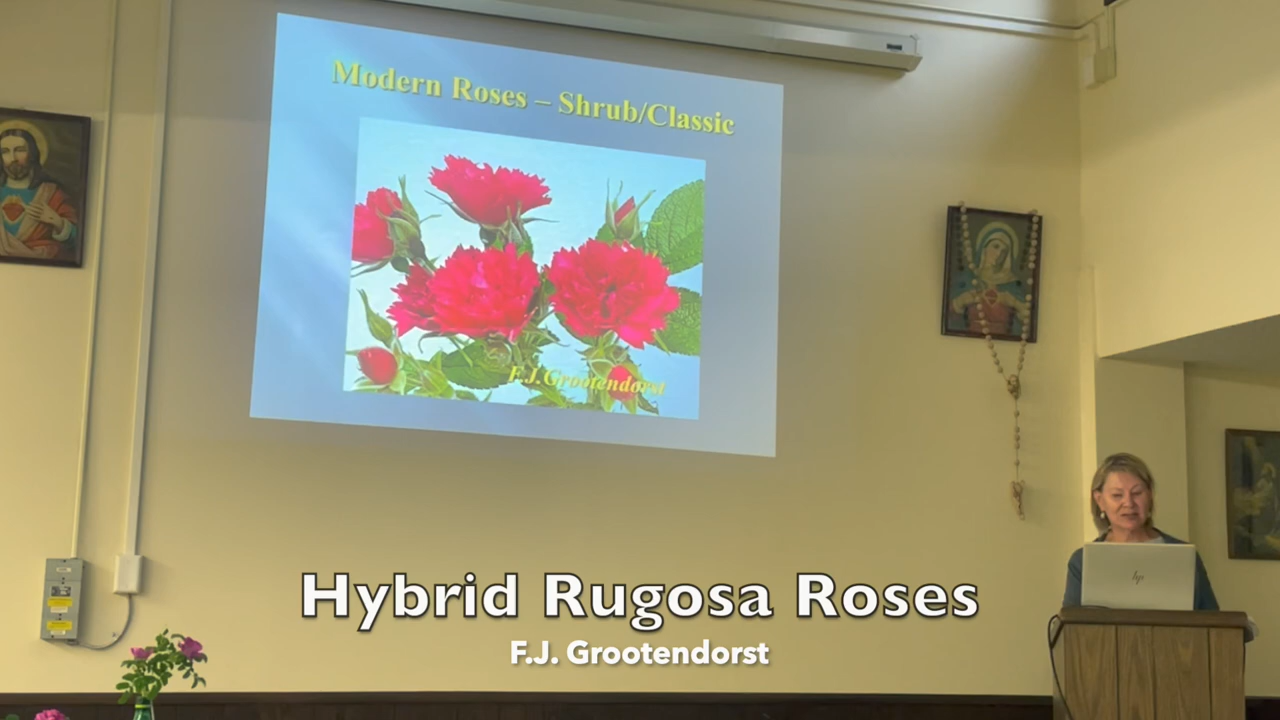 Modern Roses – Shrub/Classic
F.J.Grootendorst
hp
Hybrid Rugosa Roses
F.J. Grootendorst